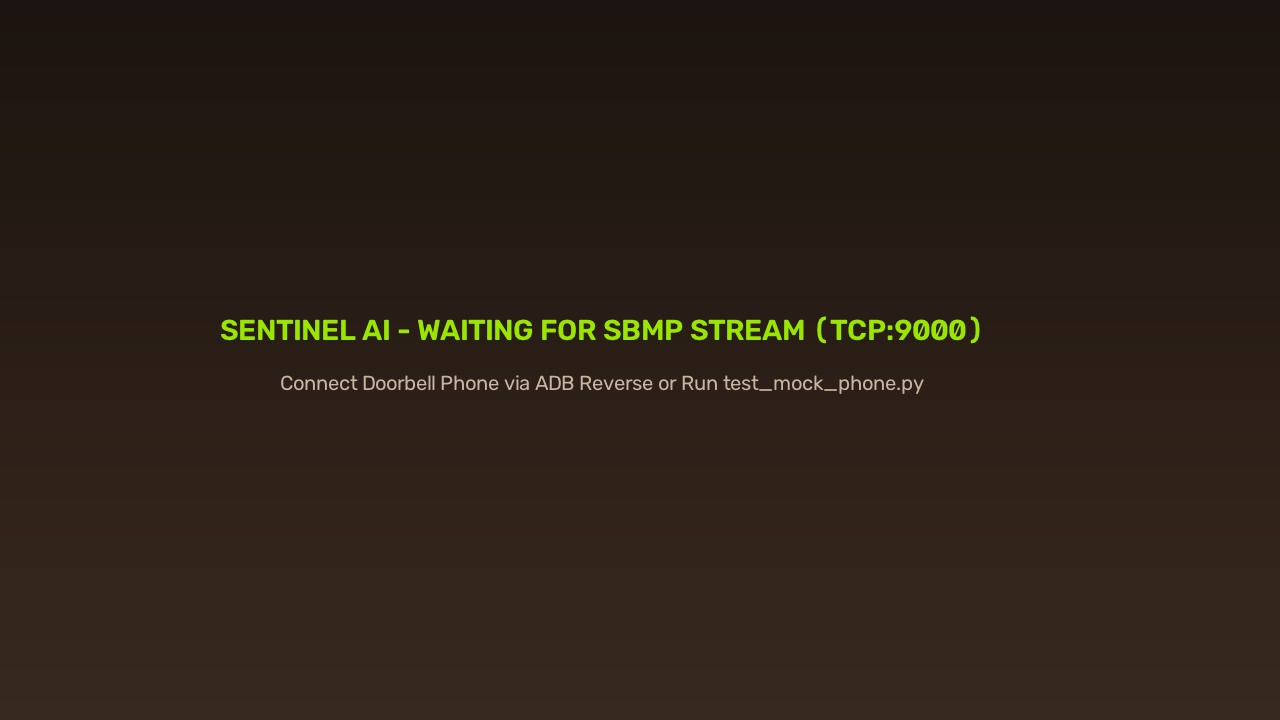 SENTINEL AI - WAITING FOR SBMP STREAM (TCP:9000)
Connect Doorbell Phone via ADB Reverse or Run test_mock_phone.py